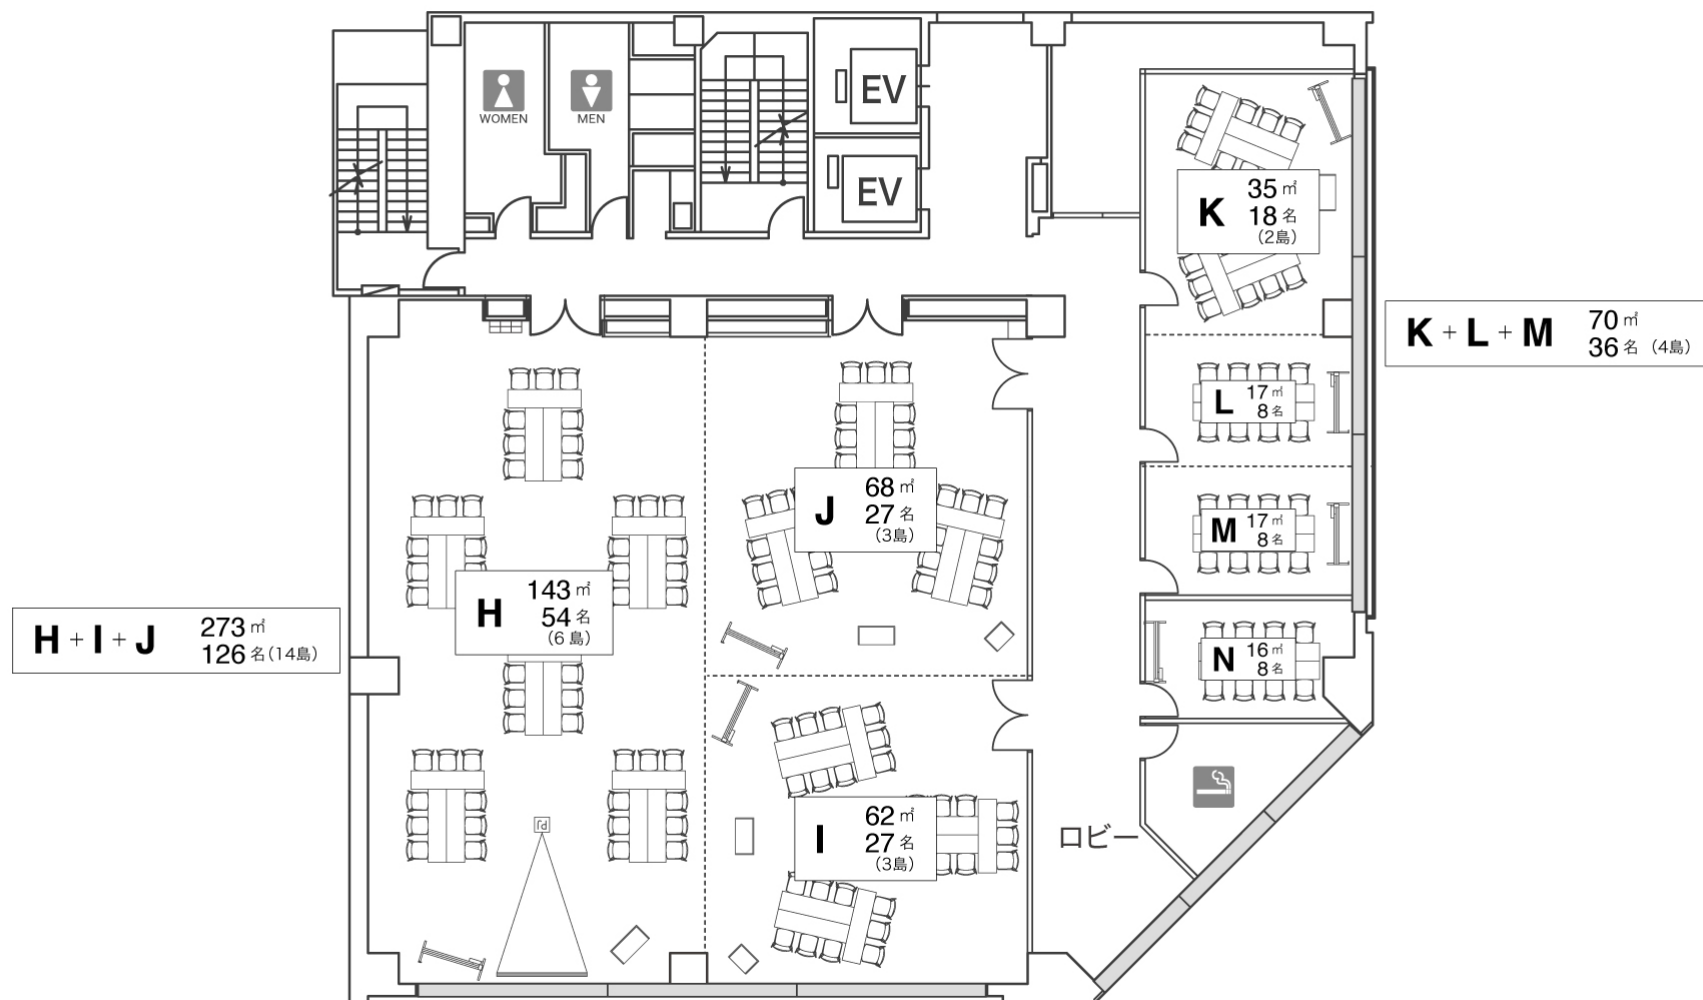 WOMEN
MEN
EV
EV
K
35㎡
18名
(2島)
K + L + M
70㎡
36名 (4島)
L
17㎡
8名
J
68㎡
27名
(3島)
M
17㎡
8名
H
143㎡
54名
(6島)
H + I + J
273㎡
126名(14島)
N
16㎡
8名
I
62㎡
27名
(3島)
PJ
ロビー